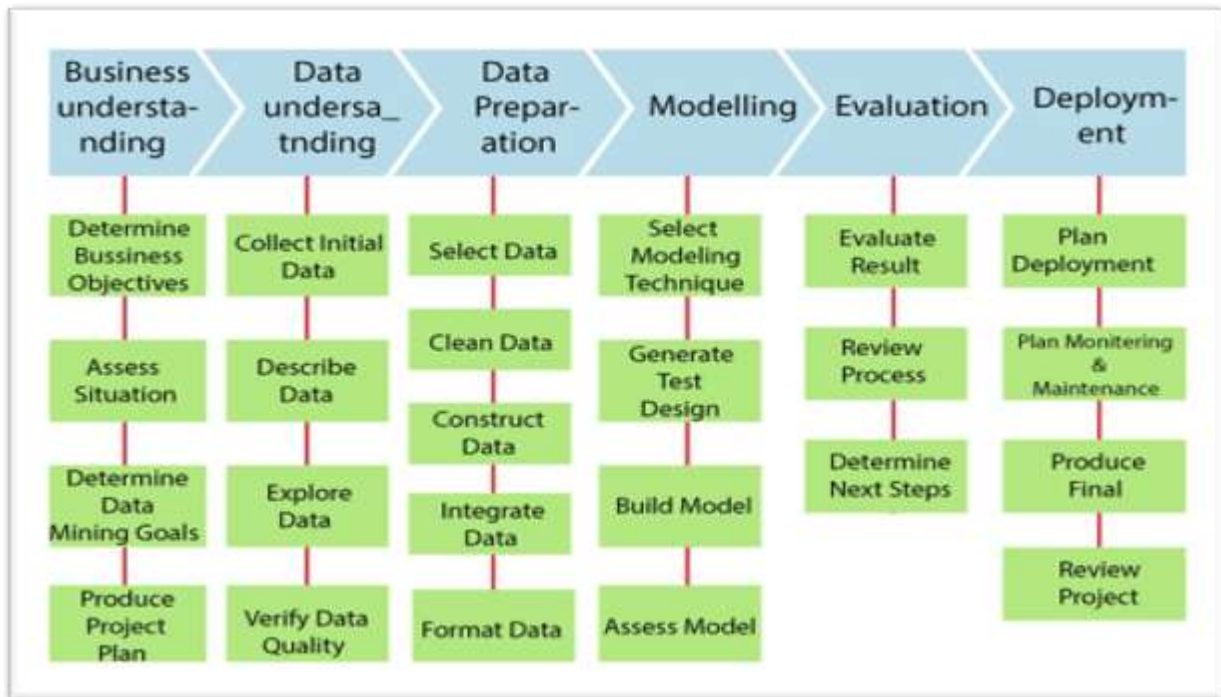 Business
understa-
nding
Data
undersa_
tnding
Data
Prepar-
ation
Modelling
Evaluation
Deploym-
ent
Determine
Bussiness
Objectives
Assess
Situation
Determine
Data
Mining Goals
Produce
Project
Plan
Collect Initial
Data
Describe
Data
Explore
Data
Verify Data
Quality
Select Data
Clean Data
Construct
Data
Integrate
Data
Format Data
Select
Modeling
Technique
Generate
Test
Design
Build Model
Assess Model
Evaluate
Result
Review
Process
Determine
Next Steps
Plan
Deployment
Plan Monitering
&
Maintenance
Produce
Final
Review
Project